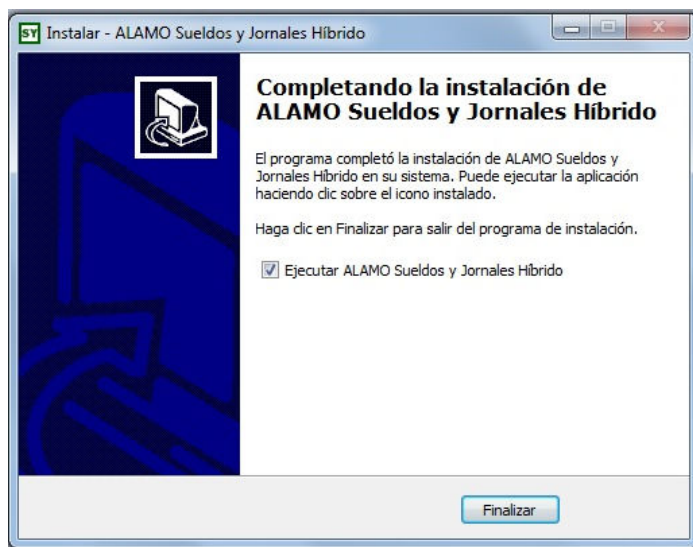 SY Instalar - ALAMO Sueldos y Jornales Híbrido
Completando la instalación de
ALAMO Sueldos y Jornales Híbrido
El programa completó la instalación de ALAMO Sueldos y
Jornales Híbrido en su sistema. Puede ejecutar la aplicación
haciendo clic sobre el icono instalado.
Haga clic en Finalizar para salir del programa de instalación.
Ejecutar ALAMO Sueldos y Jornales Híbrido
Finalizar